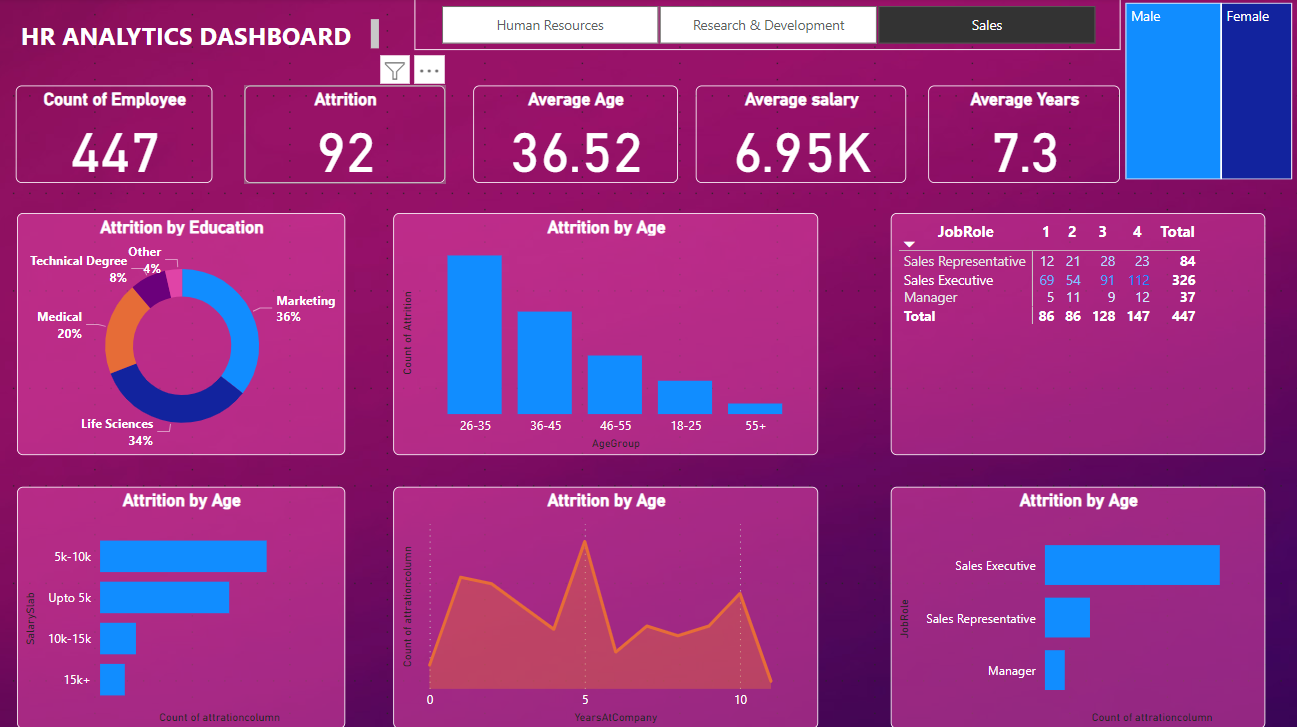 HR ANALYTICS DASHBOARD
Human Resources
Research & Development
Sales
Male
Female
Count of Employee
447
Attrition
92
Average Age
36.52
Average salary
6.95K
Average Years
7.3
Attrition by Education
Other
4%
Technical Degree
8%
Marketing
36%
Medical
20%
Life Sciences
34%
Attrition by Age
Count of Attrition
26-35 36-45 46-55 18-25 55+
AgeGroup
JobRole 1 2 3 4 Total
Sales Representative 12 21 28 23 84
Sales Executive 69 54 91 112 326
Manager 5 11 9 12 37
Total 86 86 128 147 447
Attrition by Age
SalarySlab
5k-10k
Upto 5k
10k-15k
15k+
Count of attrationcolumn
Attrition by Age
Count of attrationcolumn
0 5 10
YearsAtCompany
Attrition by Age
JobRole
Sales Executive
Sales Representative
Manager
Count of attrationcolumn